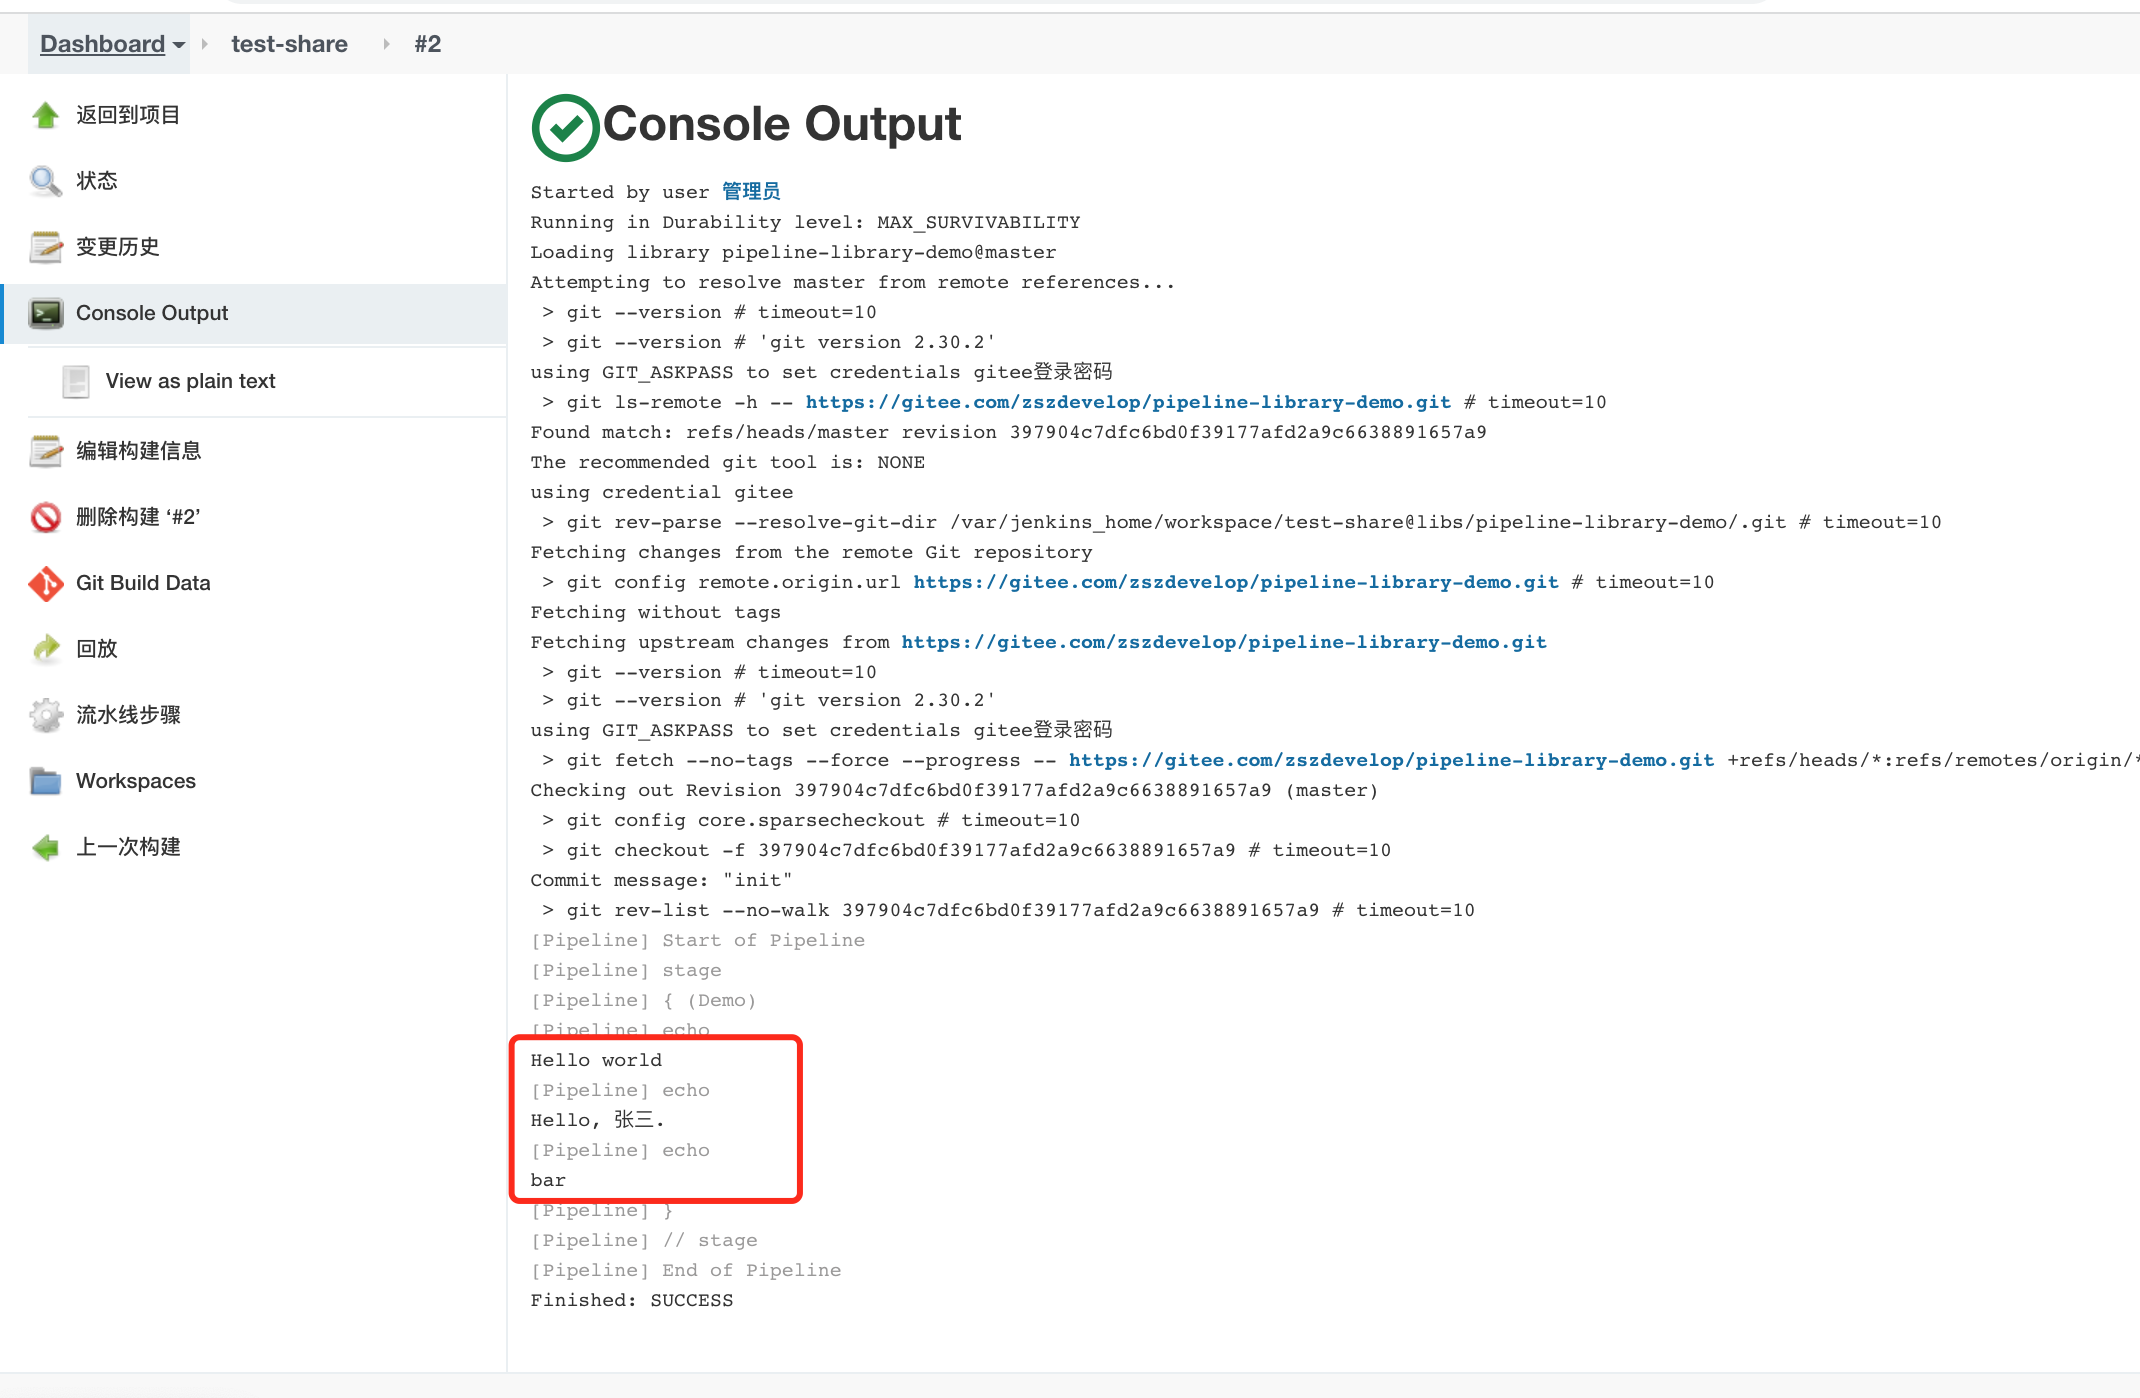 Dashboard test-share #2
返回到项目
状态
变更历史
Console Output
View as plain text
编辑构建信息
删除构建 ‘#2’
Git Build Data
回放
流水线步骤
Workspaces
上一次构建
Console Output
Started by user 管理员
Running in Durability level: MAX_SURVIVABILITY
Loading library pipeline-library-demo@master
Attempting to resolve master from remote references...
> git --version # timeout=10
> git --version # 'git version 2.30.2'
using GIT_ASKPASS to set credentials gitee登录密码
> git ls-remote -h -- https://gitee.com/zszdevelop/pipeline-library-demo.git # timeout=10
Found match: refs/heads/master revision 397904c7dfc6bd0f39177afd2a9c6638891657a9
The recommended git tool is: NONE
using credential gitee
> git rev-parse --resolve-git-dir /var/jenkins_home/workspace/test-share@libs/pipeline-library-demo/.git # timeout=10
Fetching changes from the remote Git repository
> git config remote.origin.url https://gitee.com/zszdevelop/pipeline-library-demo.git # timeout=10
Fetching without tags
Fetching upstream changes from https://gitee.com/zszdevelop/pipeline-library-demo.git
> git --version # timeout=10
> git --version # 'git version 2.30.2'
using GIT_ASKPASS to set credentials gitee登录密码
> git fetch --no-tags --force --progress -- https://gitee.com/zszdevelop/pipeline-library-demo.git +refs/heads/*:refs/remotes/origin/*
Checking out Revision 397904c7dfc6bd0f39177afd2a9c6638891657a9 (master)
> git config core.sparsecheckout # timeout=10
> git checkout -f 397904c7dfc6bd0f39177afd2a9c6638891657a9 # timeout=10
Commit message: "init"
> git rev-list --no-walk 397904c7dfc6bd0f39177afd2a9c6638891657a9 # timeout=10
[Pipeline] Start of Pipeline
[Pipeline] stage
[Pipeline] { (Demo)
[Pipeline] echo
Hello world
[Pipeline] echo
Hello, 张三.
[Pipeline] echo
bar
[Pipeline] }
[Pipeline] // stage
[Pipeline] End of Pipeline
Finished: SUCCESS